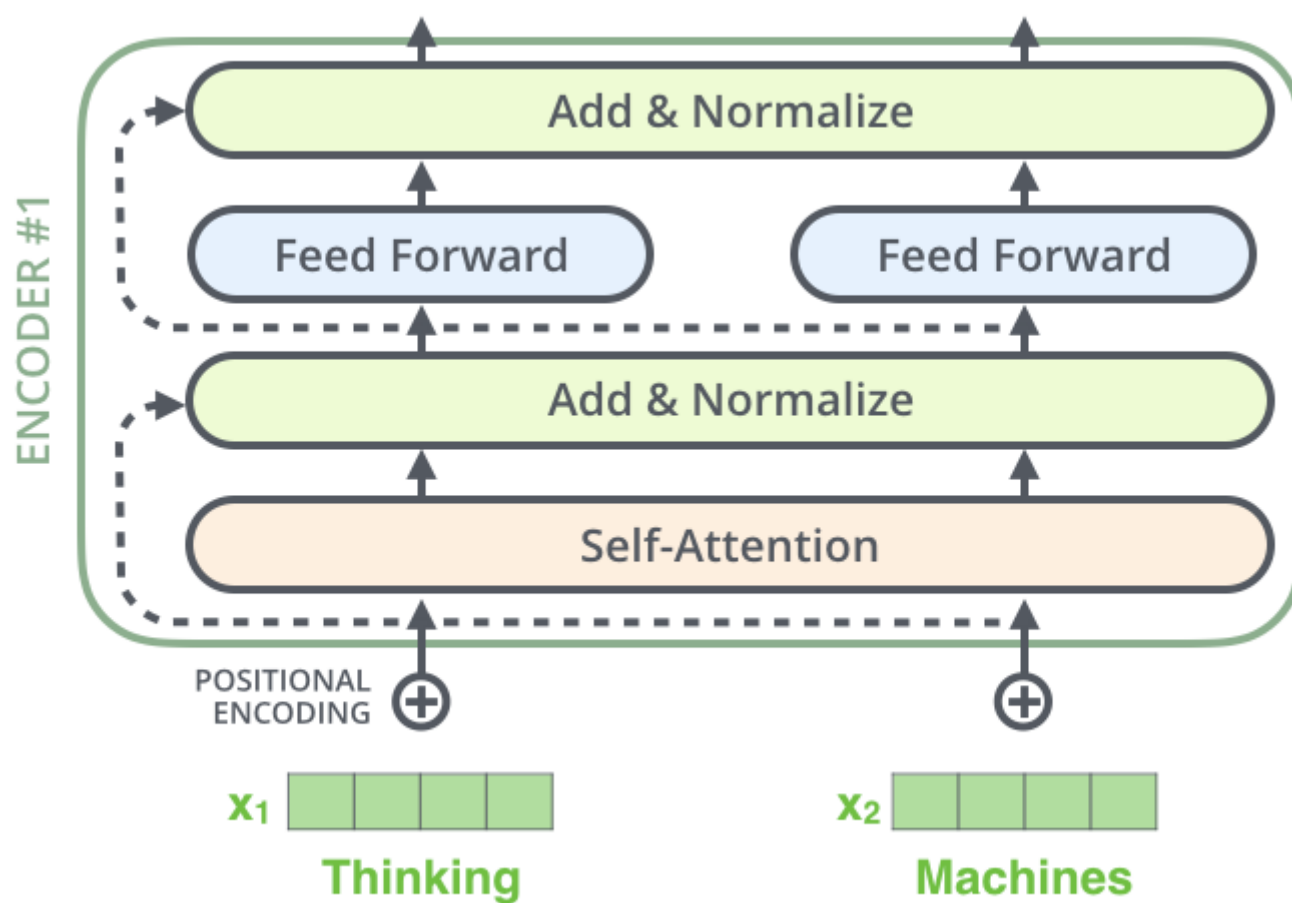 ENCODER #1
Add & Normalize
Feed Forward
Feed Forward
Add & Normalize
Self-Attention
POSITIONAL
ENCODING
x₁
x₂
Thinking
Machines